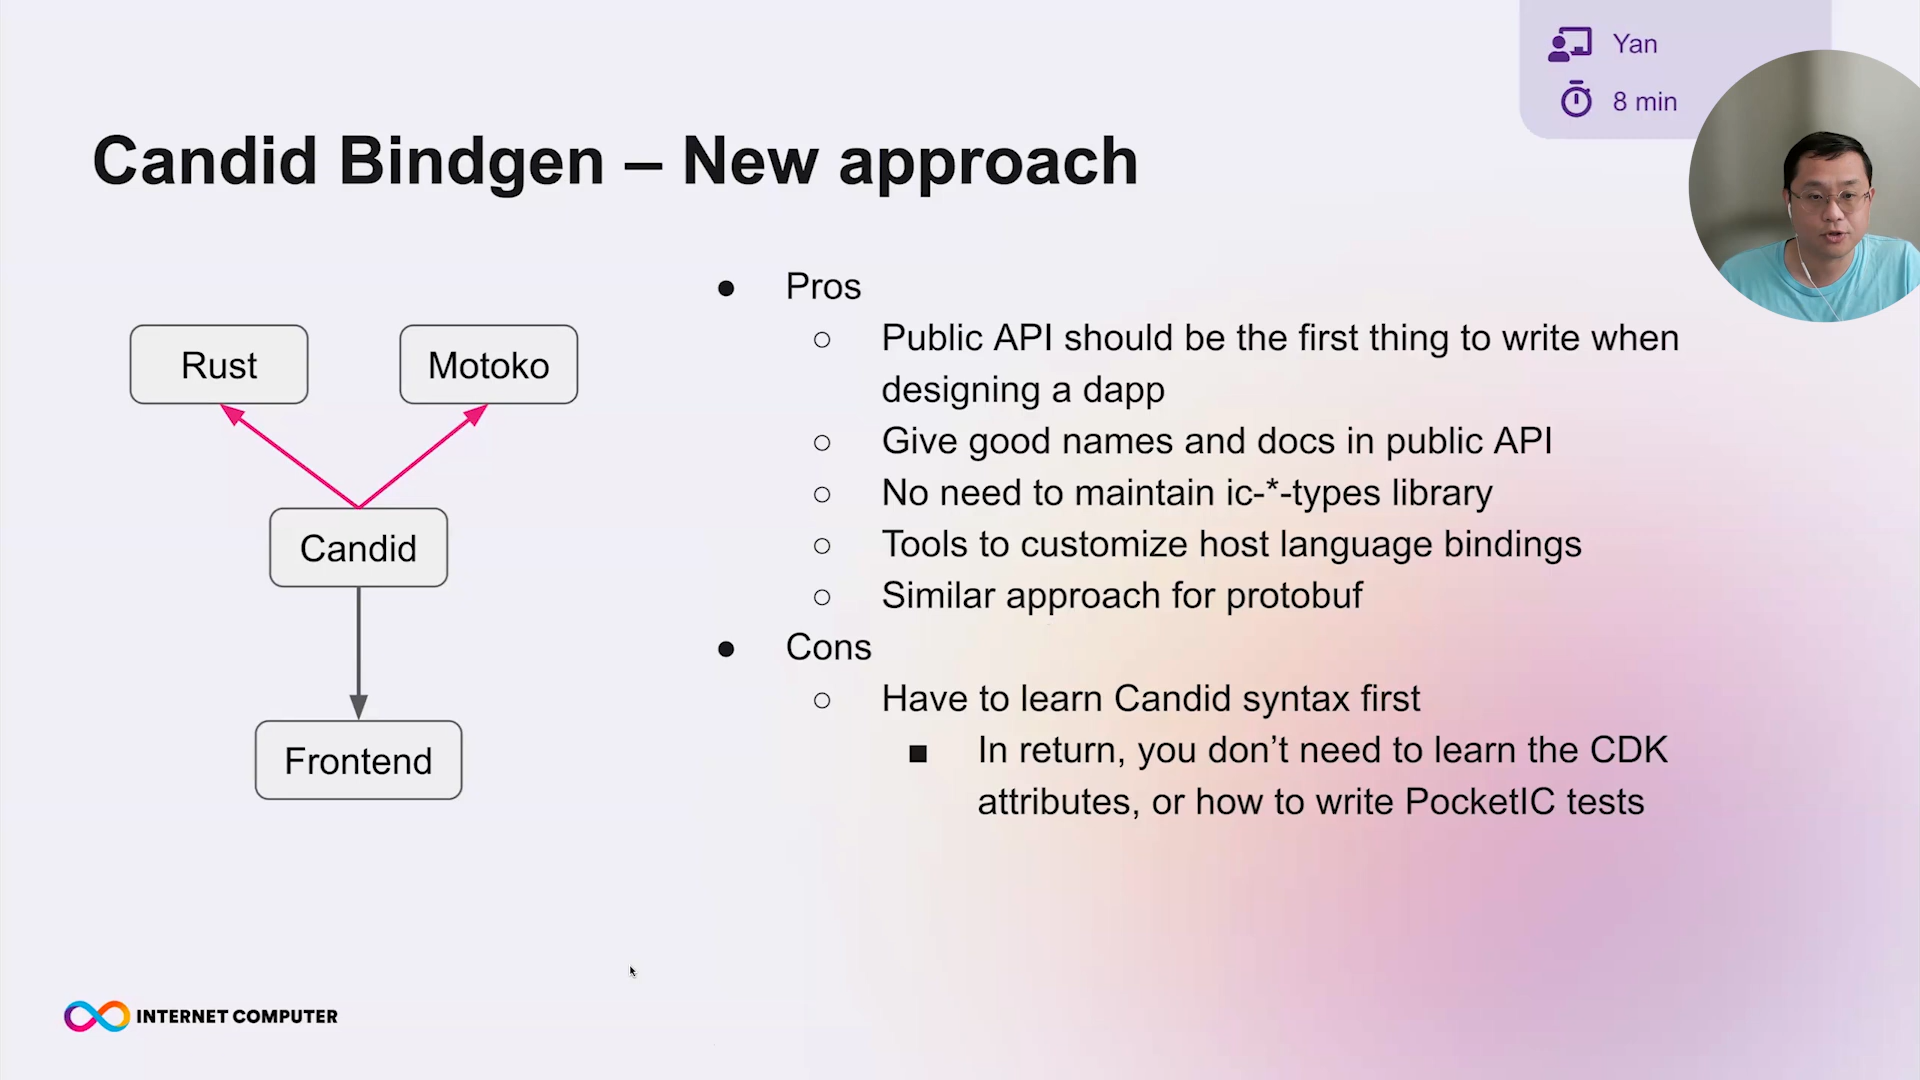 Yan
8 min
Candid Bindgen – New approach
Rust
Motoko
Candid
Frontend
● Pros
○ Public API should be the first thing to write when
designing a dapp
○ Give good names and docs in public API
○ No need to maintain ic-*-types library
○ Tools to customize host language bindings
○ Similar approach for protobuf
● Cons
○ Have to learn Candid syntax first
■ In return, you don’t need to learn the CDK
attributes, or how to write PocketIC tests
INTERNET COMPUTER